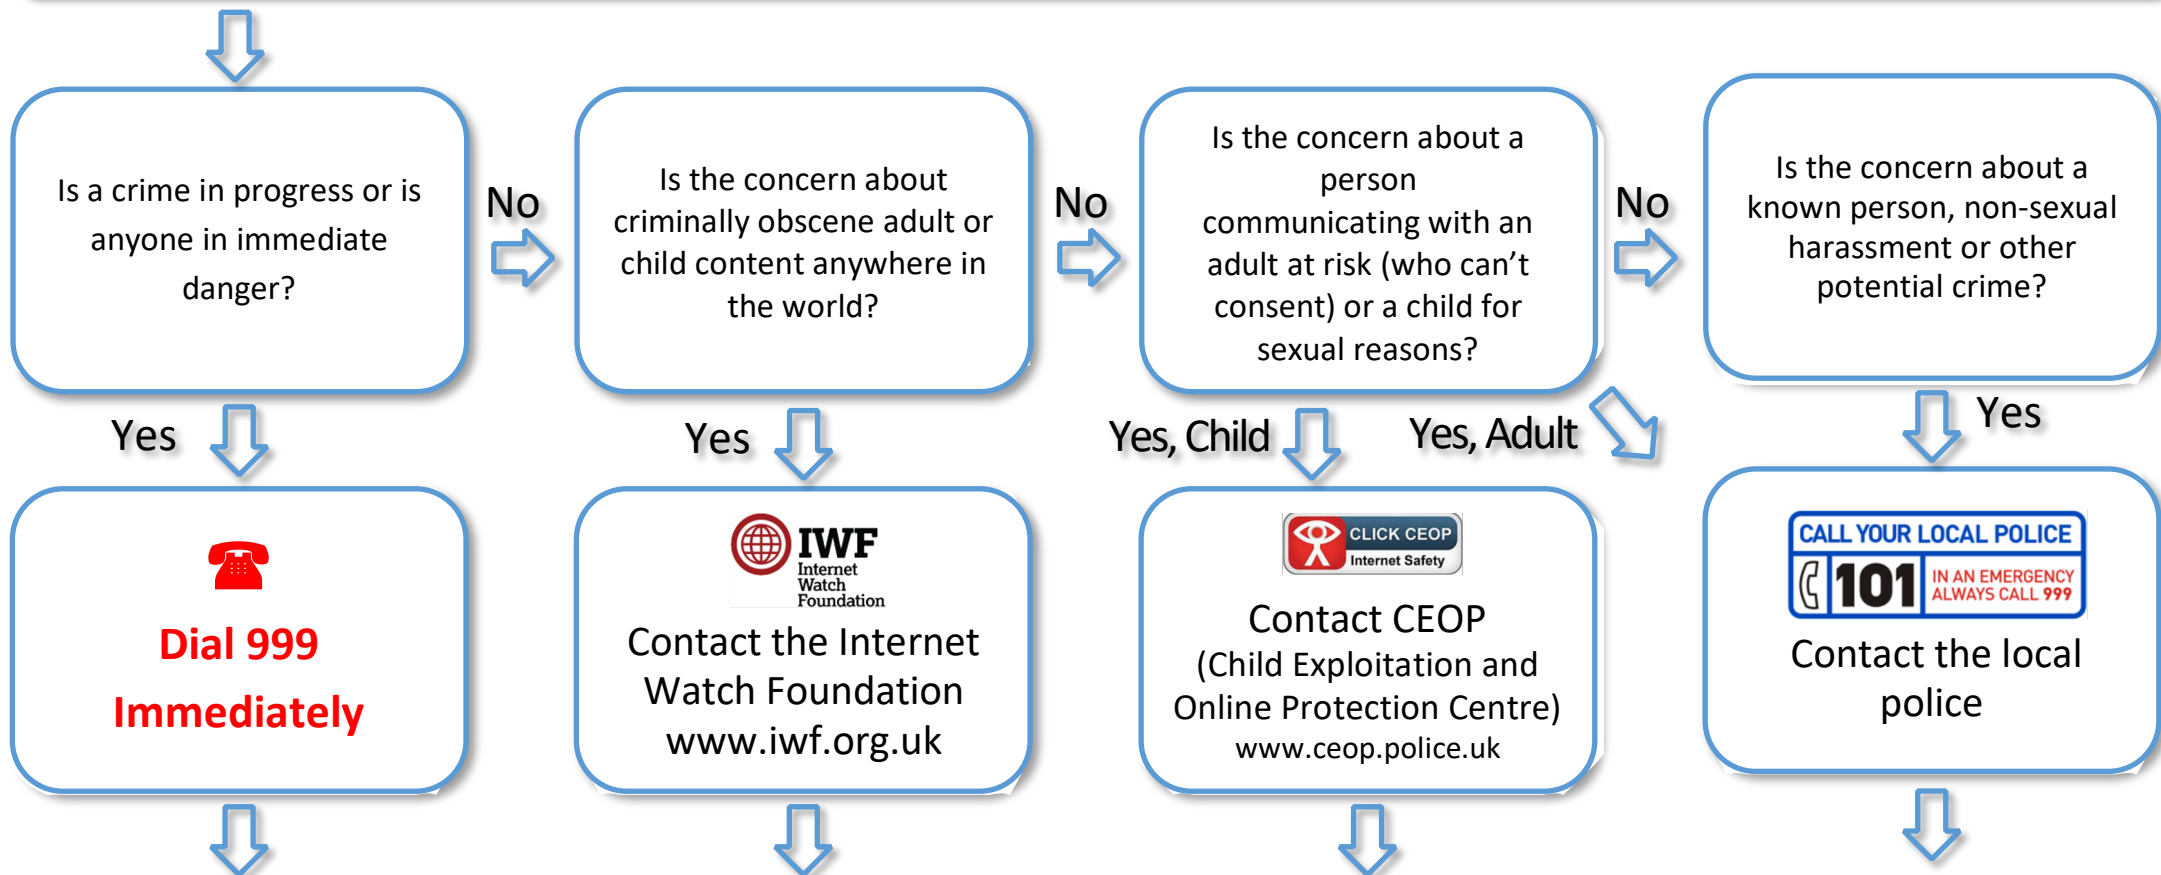 Is a crime in progress or is
anyone in immediate
danger?
No
Is the concern about
criminally obscene adult or
child content anywhere in
the world?
No
Is the concern about a
person
communicating with an
adult at risk (who can’t
consent) or a child for
sexual reasons?
No
Is the concern about a
known person, non-sexual
harassment or other
potential crime?
Yes
Yes
Yes, Child
Yes, Adult
Yes
Dial 999
Immediately
IWF
Internet
Watch
Foundation
Contact the Internet
Watch Foundation
www.iwf.org.uk
CLICK CEOP
Internet Safety
Contact CEOP
(Child Exploitation and
Online Protection Centre)
www.ceop.police.uk
CALL YOUR LOCAL POLICE
101
IN AN EMERGENCY
ALWAYS CALL 999
Contact the local
police